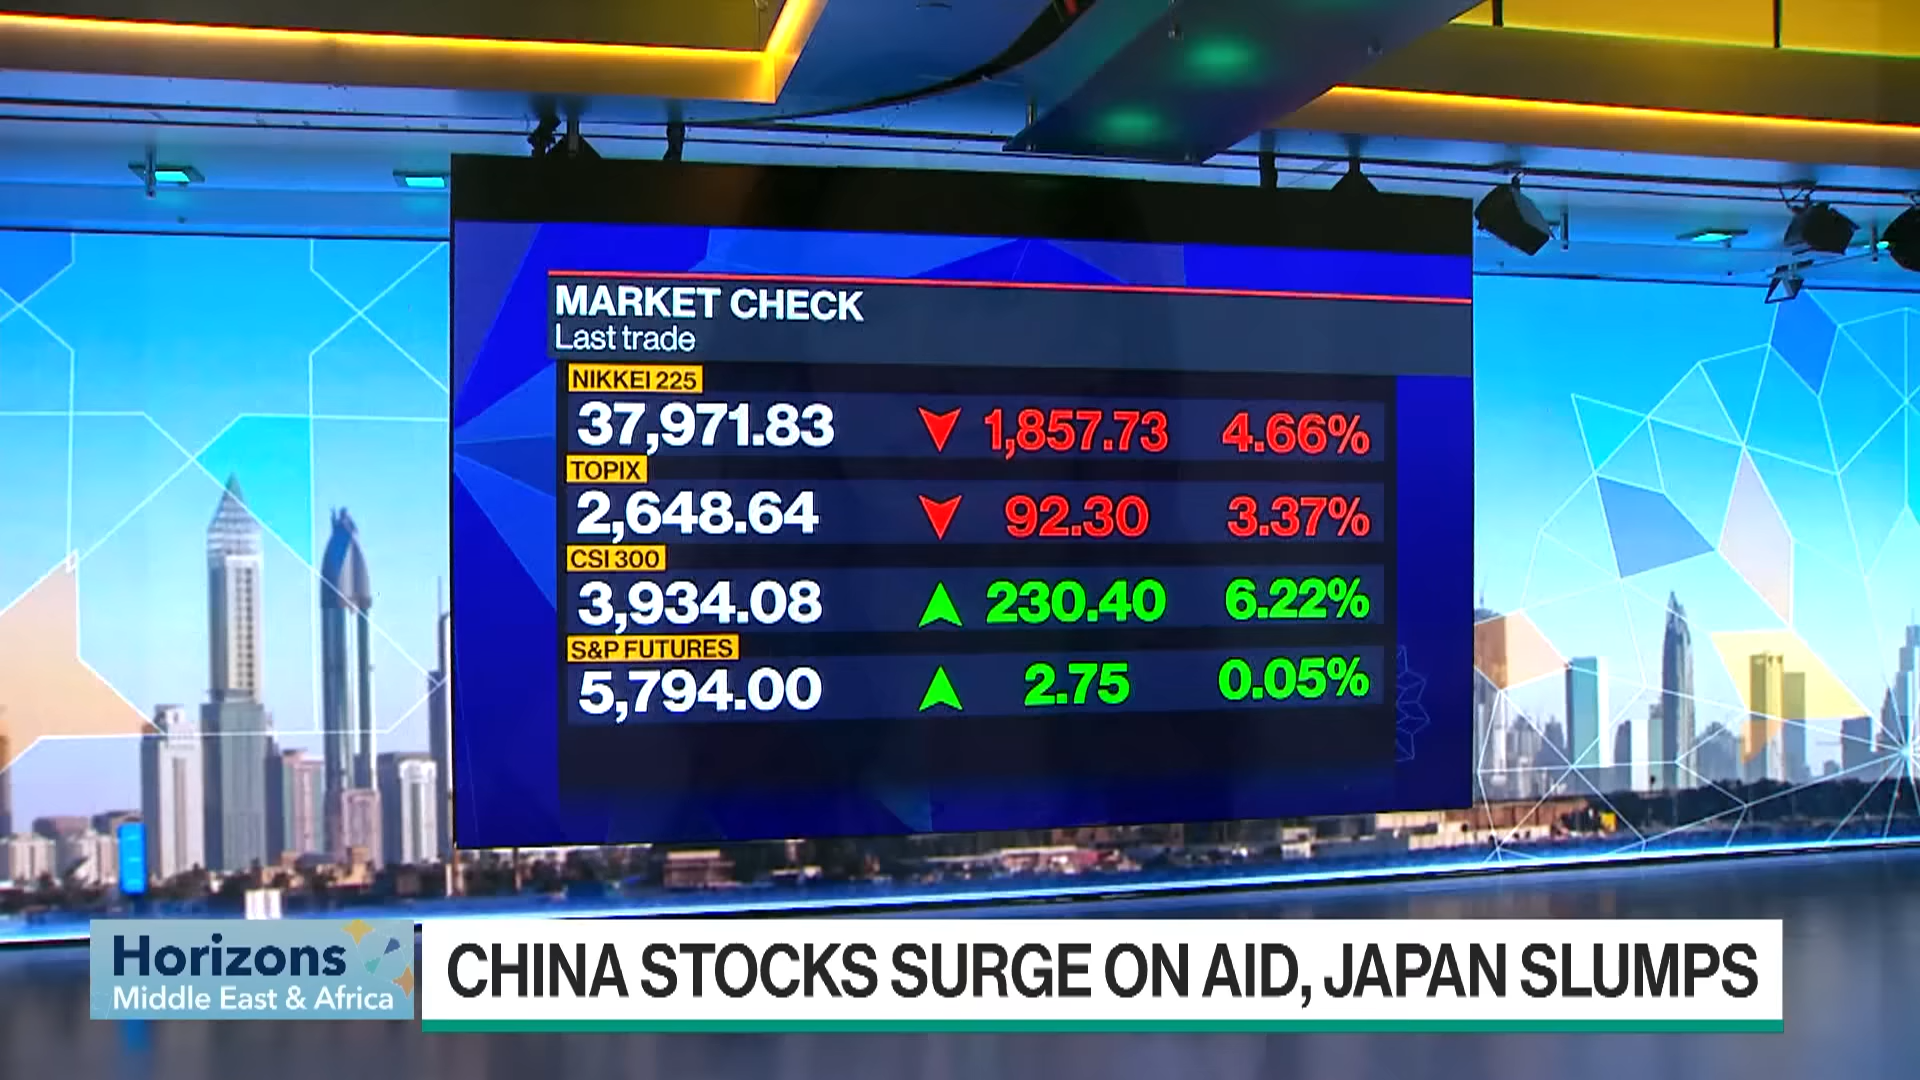 MARKET CHECK
Last trade
NIKKEI 225
37,971.83 1,857.73 4.66%
TOPIX
2,648.64 92.30 3.37%
CSI 300
3,934.08 230.40 6.22%
S&P FUTURES
5,794.00 2.75 0.05%
Horizons
Middle East & Africa
CHINA STOCKS SURGE ON AID, JAPAN SLUMPS